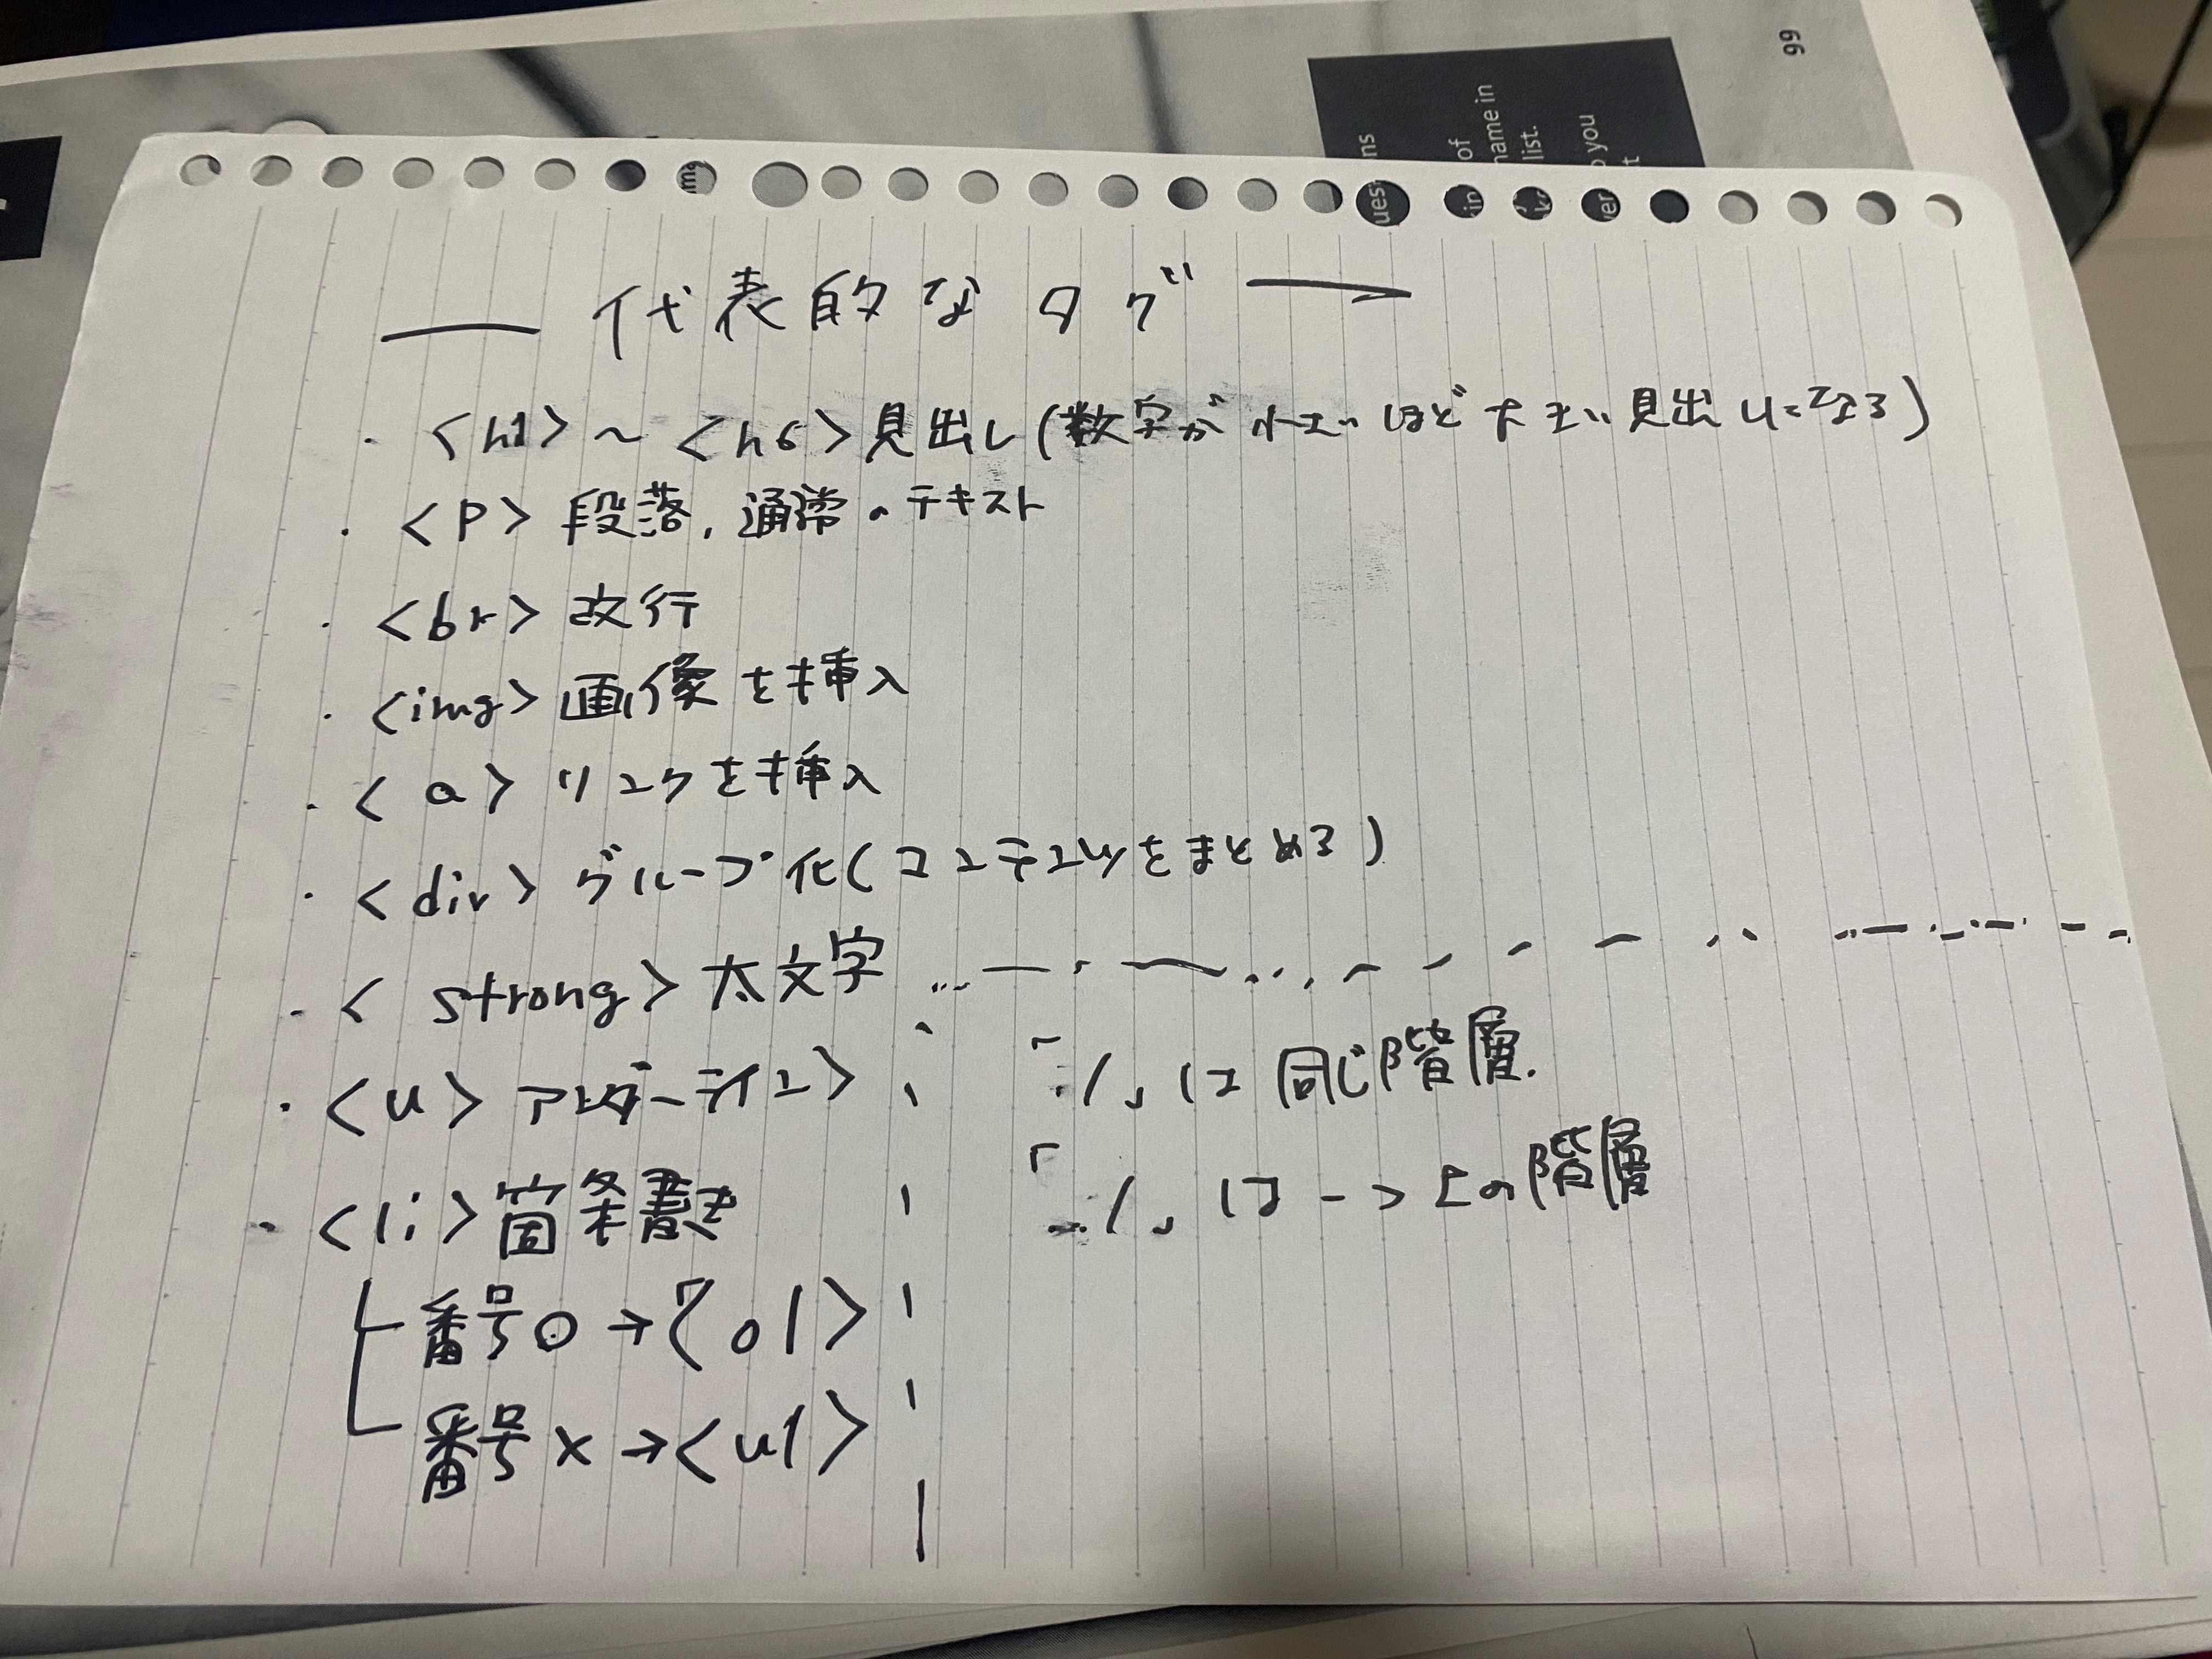 99
ns
of
name in
list.
o you
t
ues
in
er
代表的なタグ
・<h1>～<h6>見出し(数字が小さいほど大きい見出しになる)
・<p>段落,通常のテキスト
・<br>改行
・<img>画像を挿入
・<a>リンクを挿入
・<div>グループ化(コンテンツをまとめる)
・<strong>太文字
・<u>アンダーライン>
・<li>箇条書き
番号○→<ol>
番号×→<ul>
「./」は同じ階層.
「../」は一つ上の階層